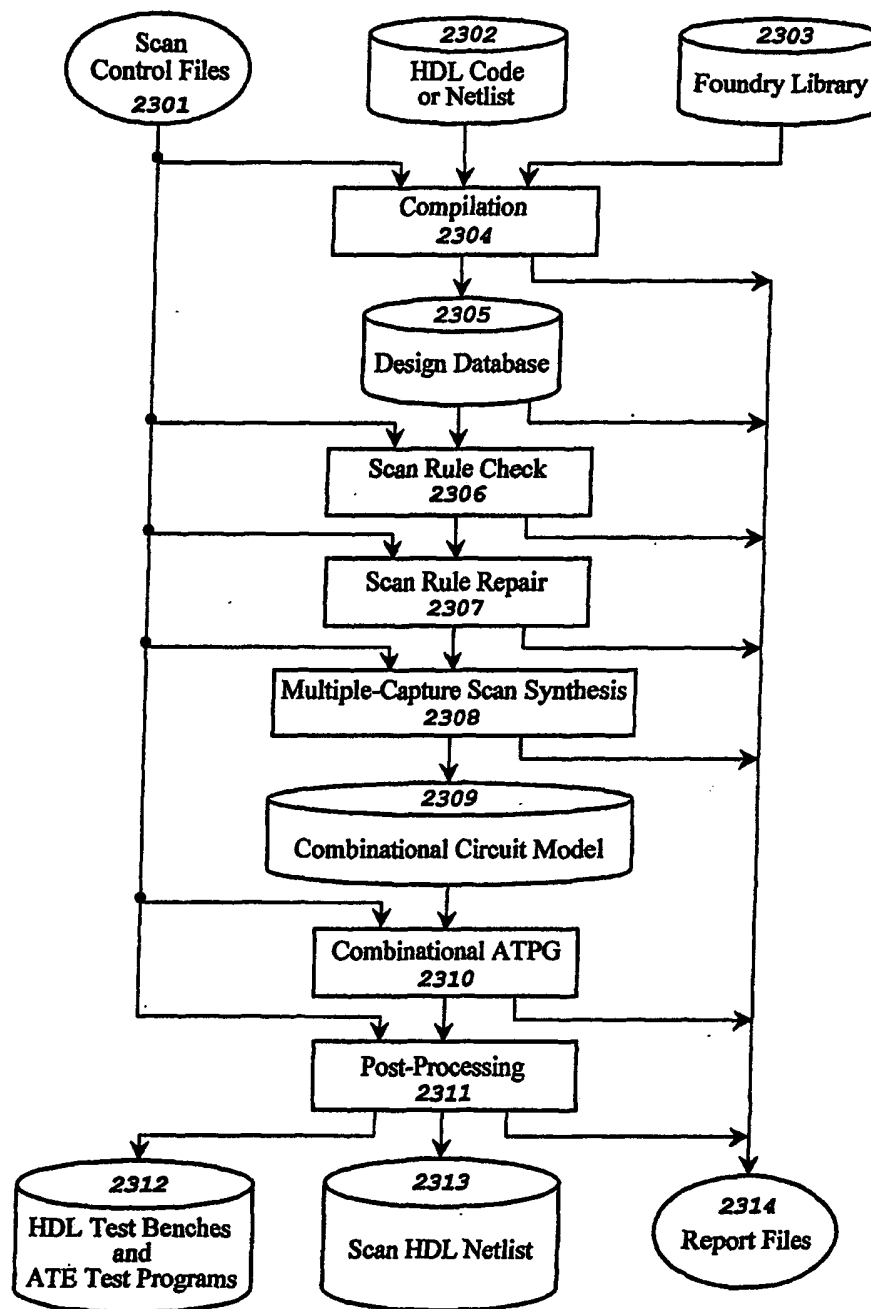 Scan
Control Files
2301
2302
HDL Code
or Netlist
2303
Foundry Library
Compilation
2304
2305
Design Database
Scan Rule Check
2306
Scan Rule Repair
2307
Multiple-Capture Scan Synthesis
2308
2309
Combinational Circuit Model
Combinational ATPG
2310
Post-Processing
2311
2312
HDL Test Benches
and
ATE Test Programs
2313
Scan HDL Netlist
2314
Report Files